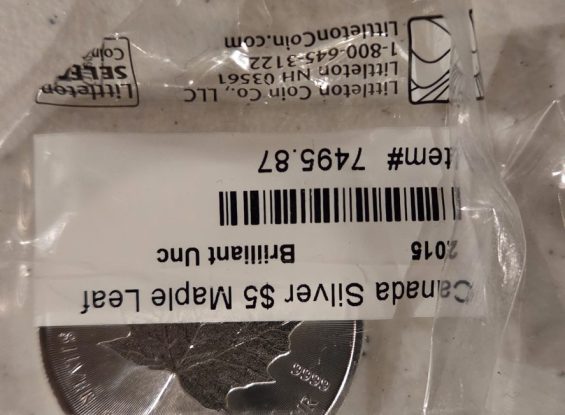 Canada Silver $5 Maple Leaf
2015 Brilliant Unc
Item# 7495.87
Littleton Coin Co., LLC
Littleton, NH 03561
1-800-645-3122
LittletonCoin.com
Littleton
Coin
SELECT
9999